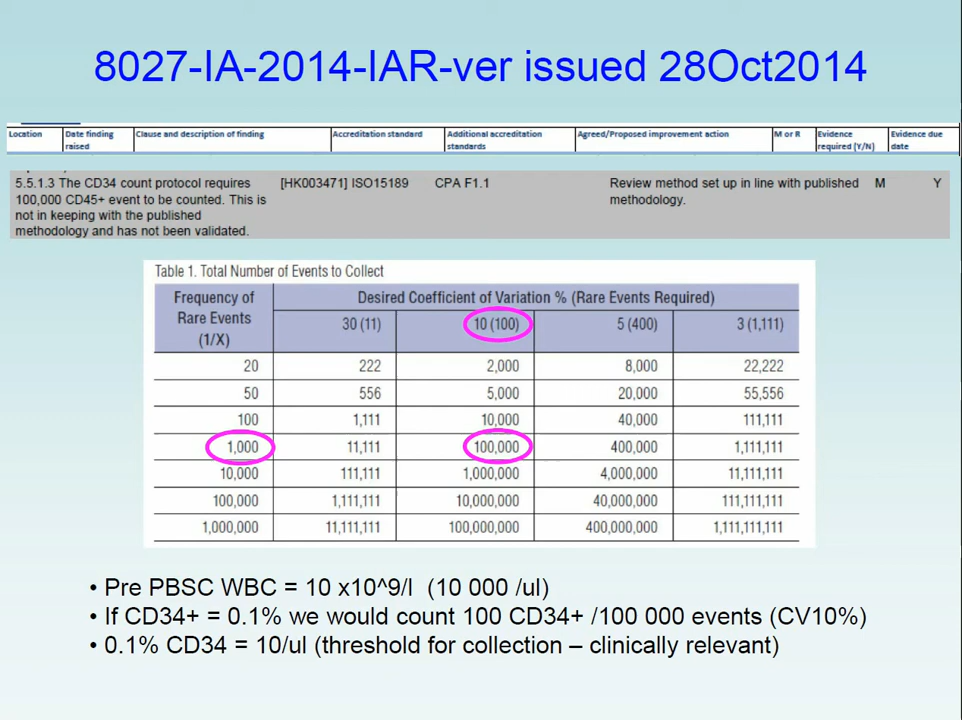 8027-IA-2014-IAR-ver issued 28Oct2014
Location Date finding raised Clause and description of finding Accreditation standard Additional accreditation standards Agreed/Proposed improvement action M or R Evidence required (Y/N) Evidence due date
5.5.1.3 The CD34 count protocol requires [HK003471] ISO15189 CPA F1.1 Review method set up in line with published M Y
100,000 CD45+ event to be counted. This is methodology.
not in keeping with the published
methodology and has not been validated.
Table 1. Total Number of Events to Collect
Frequency of Rare Events (1/X) Desired Coefficient of Variation % (Rare Events Required)
30 (11) 10 (100) 5 (400) 3 (1,111)
20 222 2,000 8,000 22,222
50 556 5,000 20,000 55,556
100 1,111 10,000 40,000 111,111
1,000 11,111 100,000 400,000 1,111,111
10,000 111,111 1,000,000 4,000,000 11,111,111
100,000 1,111,111 10,000,000 40,000,000 111,111,111
1,000,000 11,111,111 100,000,000 400,000,000 1,111,111,111
• Pre PBSC WBC = 10 x10^9/l (10 000 /ul)
• If CD34+ = 0.1% we would count 100 CD34+ /100 000 events (CV10%)
• 0.1% CD34 = 10/ul (threshold for collection – clinically relevant)